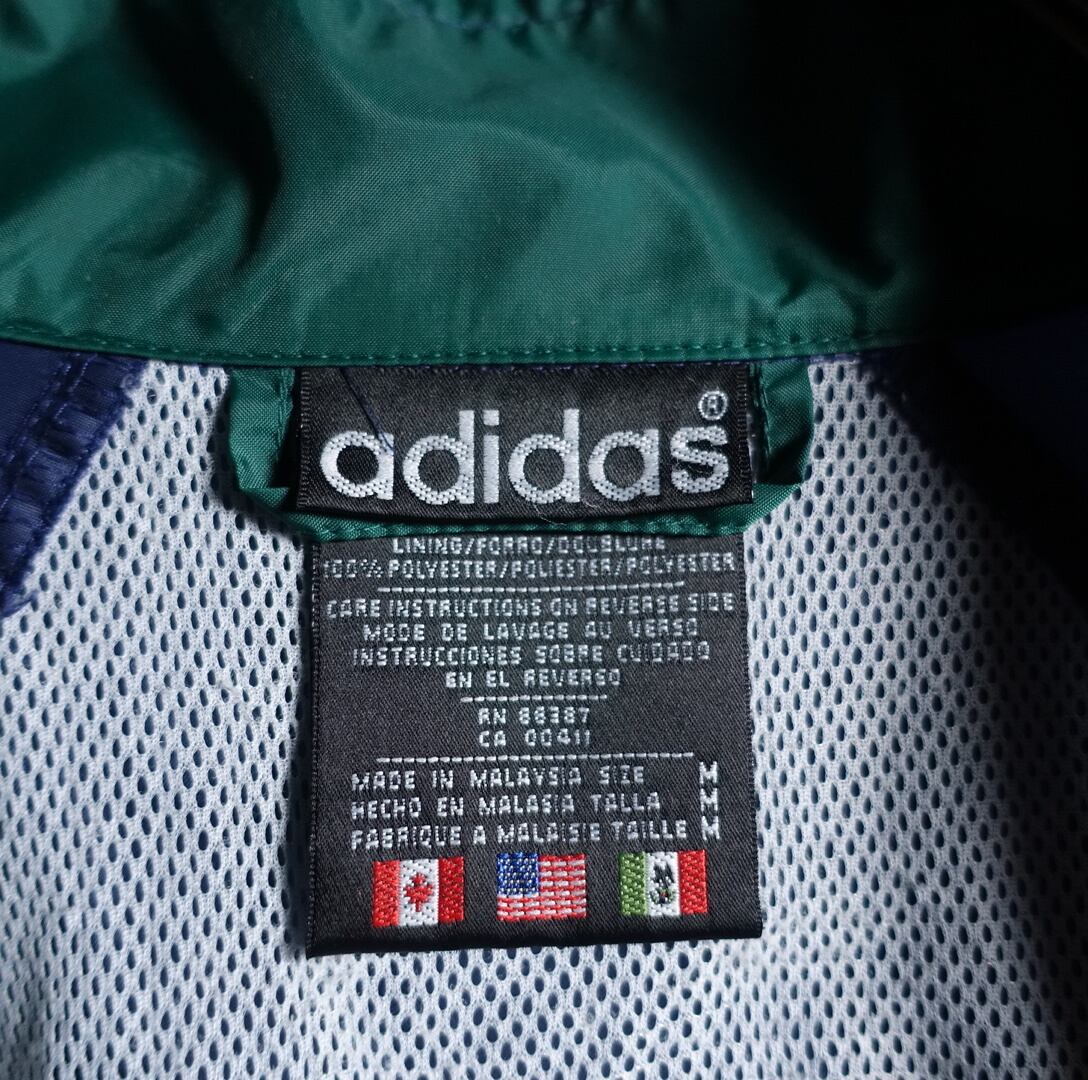 adidas®
LINING/FORRO/DOUBLURE
100% POLYESTER/POLIESTER/POLYESTER
CARE INSTRUCTIONS ON REVERSE SIDE
MODE DE LAVAGE AU VERSO
INSTRUCCIONES SOBRE CUIDADO
EN EL REVERSO
RN 88387
CA 00411
MADE IN MALAYSIA SIZE M
HECHO EN MALASIA TALLA M
FABRIQUE A MALAISIE TAILLE M